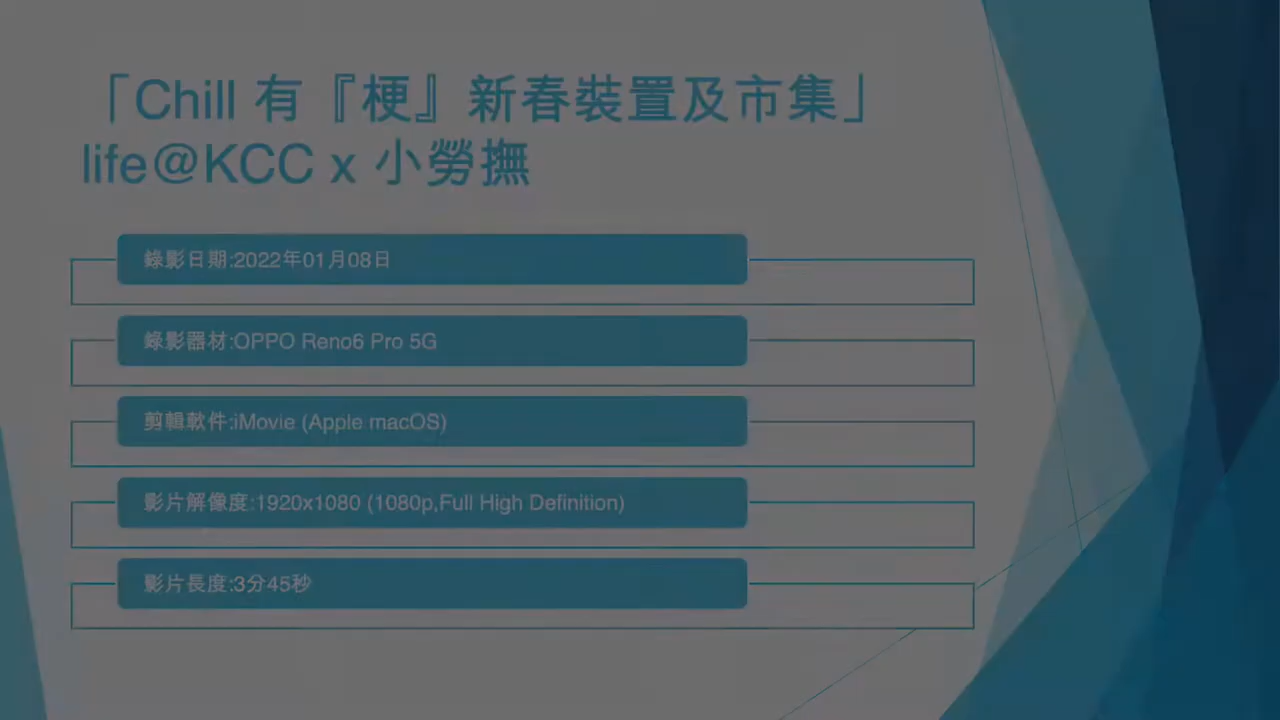 「Chill 有『梗』新春裝置及市集」
life@KCC x 小勞撫
錄影日期:2022年01月08日
錄影器材:OPPO Reno6 Pro 5G
剪輯軟件:iMovie (Apple macOS)
影片解像度:1920x1080 (1080p,Full High Definition)
影片長度:3分45秒